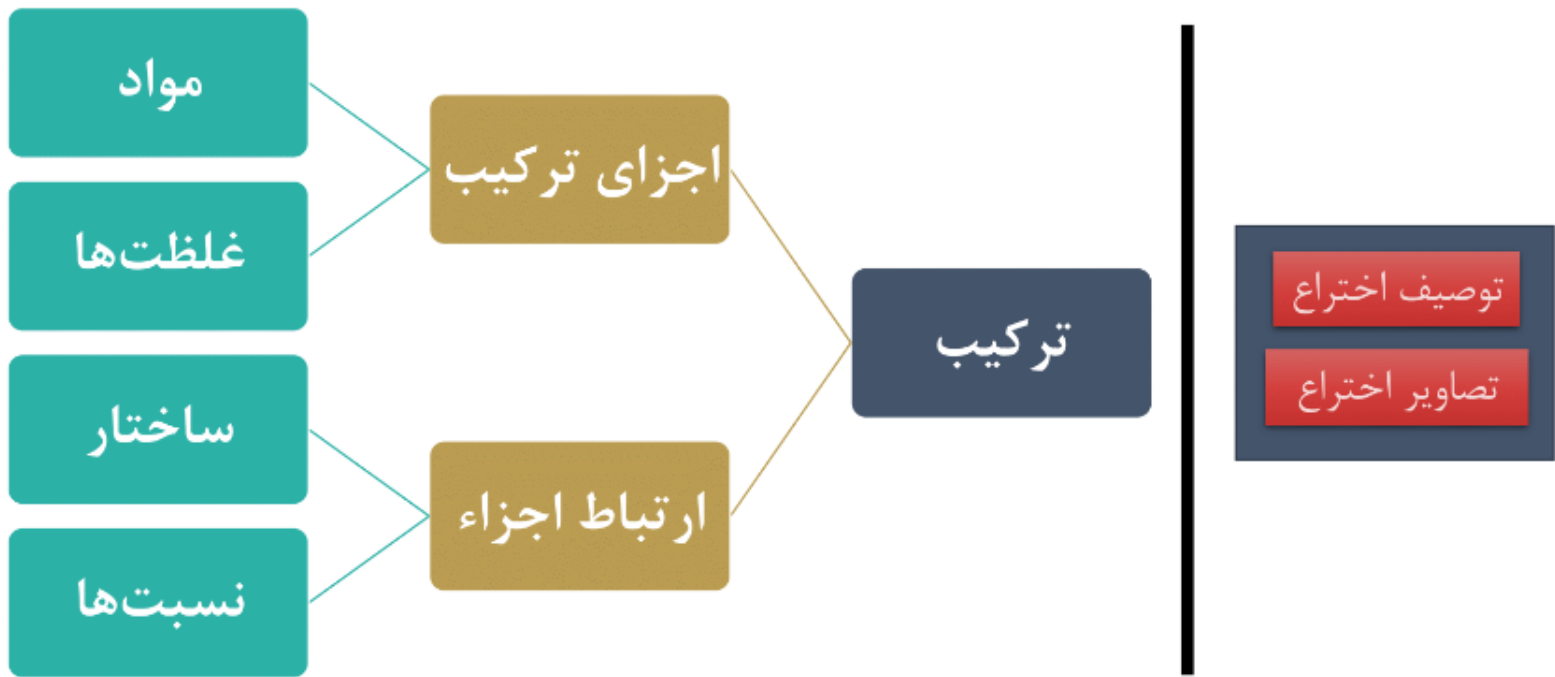 توصیف اختراع
تصاویر اختراع
ترکیب
اجزای ترکیب
ارتباط اجزاء
مواد
غلظت‌ها
ساختار
نسبت‌ها